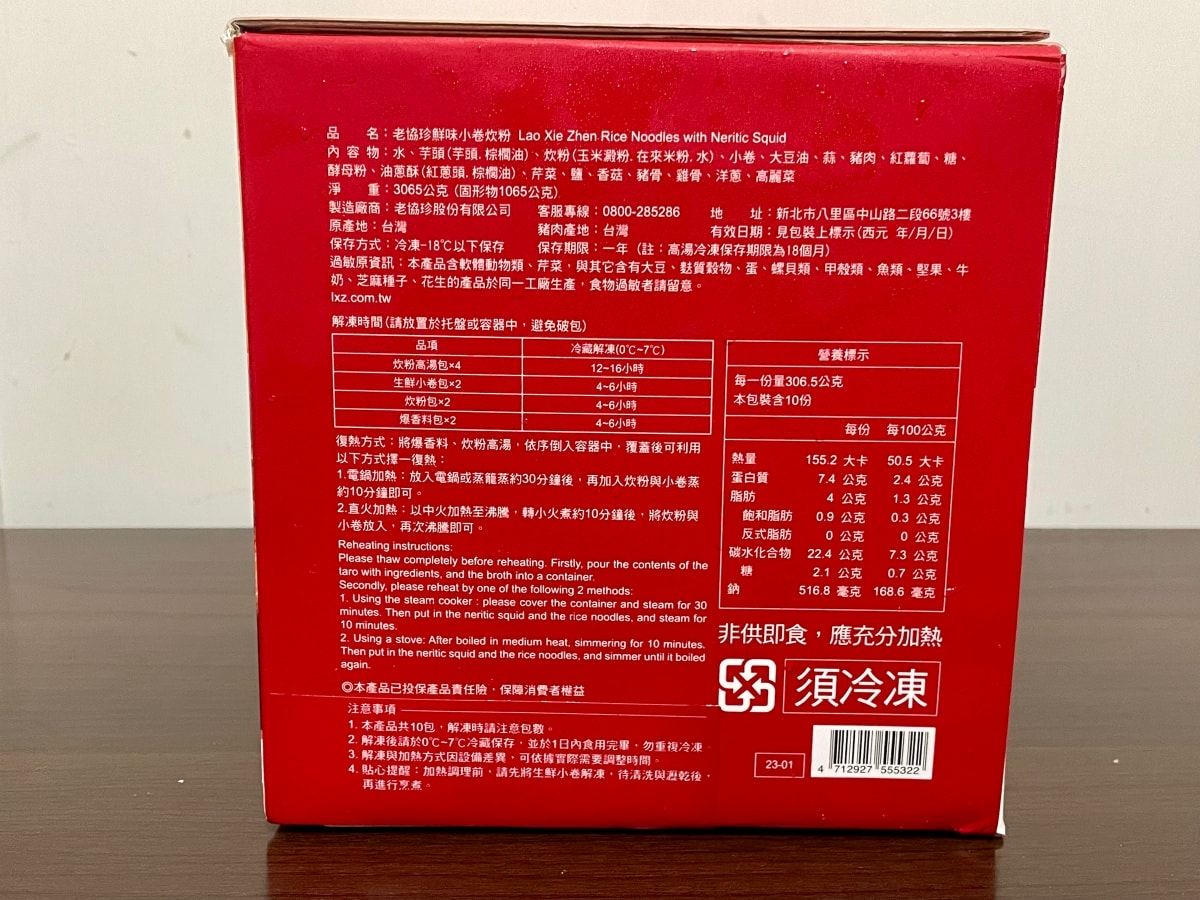 品 名：老協珍鮮味小卷炊粉 Lao Xie Zhen Rice Noodles with Neritic Squid
內 容 物：水、芋頭(芋頭, 棕櫚油)、炊粉(玉米澱粉, 在來米粉, 水)、小卷、大豆油、蒜、豬肉、紅蘿蔔、糖、
酵母粉、油蔥酥(紅蔥頭, 棕櫚油)、芹菜、鹽、香菇、豬骨、雞骨、洋蔥、高麗菜
淨 重：3065公克 (固形物1065公克)
製造廠商：老協珍股份有限公司 客服專線：0800-285286 地 址：新北市八里區中山路二段66號3樓
原產地：台灣 豬肉產地：台灣 有效日期：見包裝上標示(西元 年/月/日)
保存方式：冷凍-18℃以下保存 保存期限：一年 (註：高湯冷凍保存期限為18個月)
過敏原資訊：本產品含軟體動物類、芹菜，與其它含有大豆、麩質穀物、蛋、螺貝類、甲殼類、魚類、堅果、牛
奶、芝麻種子、花生的產品於同一工廠生產，食物過敏者請留意。
lxz.com.tw
解凍時間(請放置於托盤或容器中，避免破包)
品項 冷藏解凍(0℃~7℃)
炊粉高湯包×4 12~16小時
生鮮小卷包×2 4~6小時
炊粉包×2 4~6小時
爆香料包×2 4~6小時
復熱方式：將爆香料、炊粉高湯，依序倒入容器中，覆蓋後可利用
以下方式擇一復熱：
1.電鍋加熱：放入電鍋或蒸籠蒸約30分鐘後，再加入炊粉與小卷蒸
約10分鐘即可。
2.直火加熱：以中火加熱至沸騰，轉小火煮約10分鐘後，將炊粉與
小卷放入，再次沸騰即可。
Reheating instructions:
Please thaw completely before reheating. Firstly, pour the contents of the
taro with ingredients, and the broth into a container.
Secondly, please reheat by one of the following 2 methods:
1. Using the steam cooker : please cover the container and steam for 30
minutes. Then put in the neritic squid and the rice noodles, and steam for
10 minutes.
2. Using a stove: After boiled in medium heat, simmering for 10 minutes.
Then put in the neritic squid and the rice noodles, and simmer until it boiled
again.
◎本產品已投保產品責任險，保障消費者權益
注意事項
1. 本產品共10包，解凍時請注意包數。
2. 解凍後請於0℃~7℃冷藏保存，並於1日內食用完畢，勿重複冷凍
3. 解凍與加熱方式因設備差異，可依據實際需要調整時間。
4. 貼心提醒：加熱調理前，請先將生鮮小卷解凍，待清洗與瀝乾後，
再進行烹煮。
營養標示
每一份量306.5公克
本包裝含10份
每份 每100公克
熱量 155.2 大卡 50.5 大卡
蛋白質 7.4 公克 2.4 公克
脂肪 4 公克 1.3 公克
飽和脂肪 0.9 公克 0.3 公克
反式脂肪 0 公克 0 公克
碳水化合物 22.4 公克 7.3 公克
糖 2.1 公克 0.7 公克
鈉 516.8 毫克 168.6 毫克
非供即食，應充分加熱
須冷凍
23-01
4 712927 555322